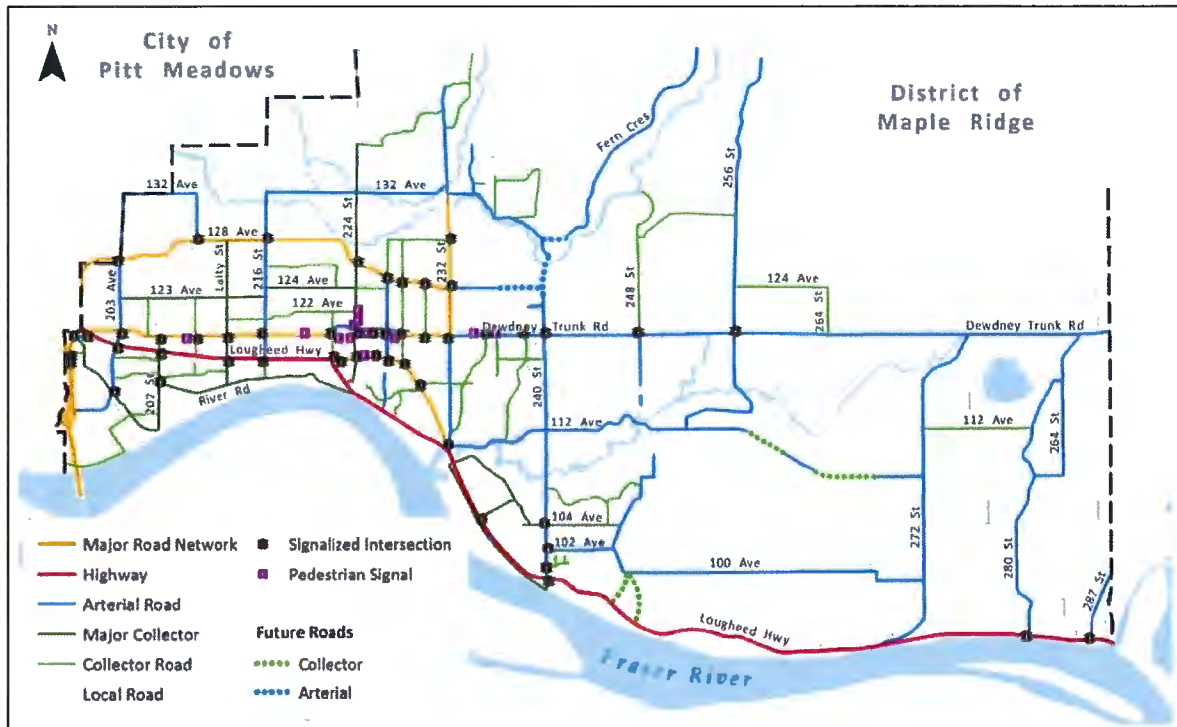 N
City of
Pitt Meadows
District of
Maple Ridge
Fern Cres
256 St
132 Ave
132 Ave
224 St
128 Ave
232 St
Laity St
216 St
248 St
124 Ave
124 Ave
123 Ave
203 Ave
122 Ave
264 St
Dewdney Trunk Rd
Dewdney Trunk Rd
Lougheed Hwy
240 St
207 St
River Rd
112 Ave
112 Ave
264 St
104 Ave
272 St
102 Ave
100 Ave
280 St
287 St
Lougheed Hwy
Fraser River
Major Road Network
Highway
Arterial Road
Major Collector
Collector Road
Local Road
Signalized Intersection
Pedestrian Signal
Future Roads
Collector
Arterial